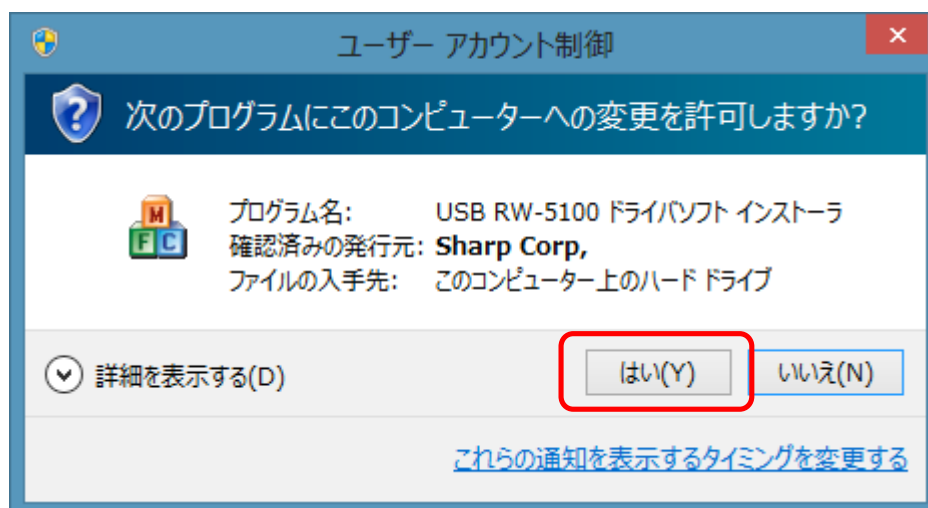 ユーザー アカウント制御
次のプログラムにこのコンピューターへの変更を許可しますか?
M
F C
プログラム名: USB RW-5100 ドライバソフト インストーラ
確認済みの発行元: Sharp Corp,
ファイルの入手先: このコンピューター上のハード ドライブ
詳細を表示する(D) はい(Y) いいえ(N)
これらの通知を表示するタイミングを変更する